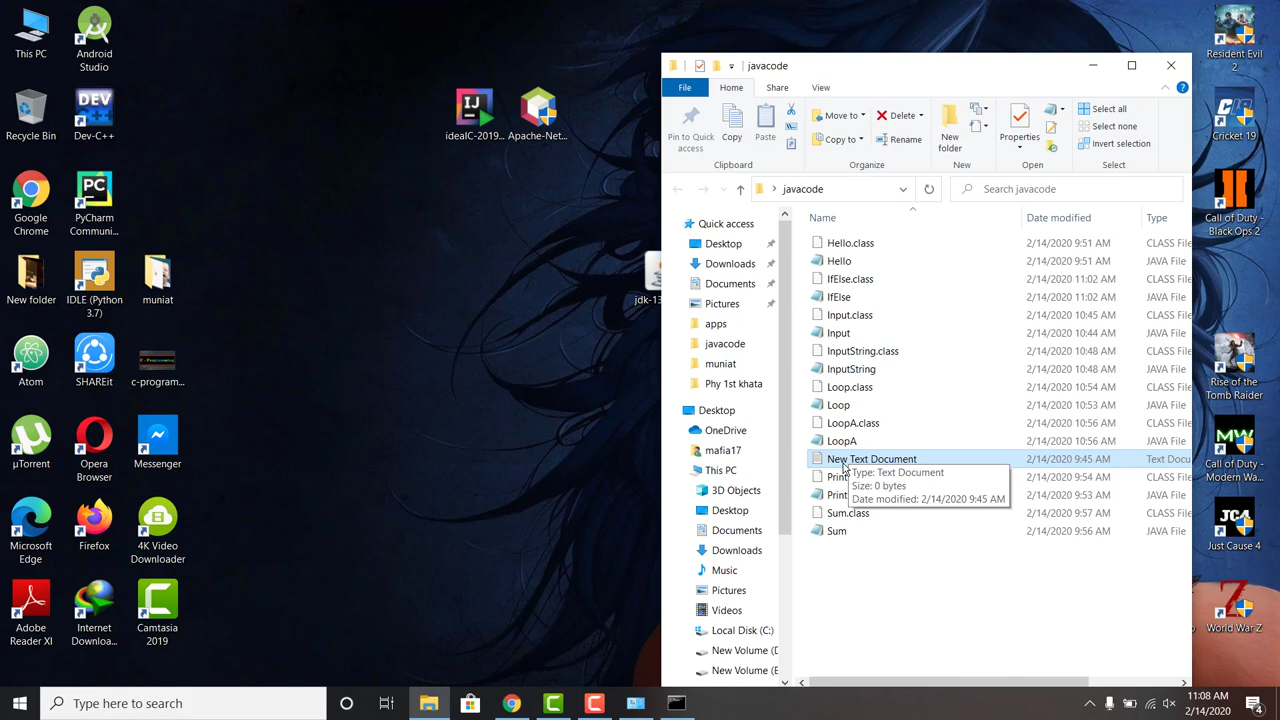 This PC
Android
Studio
Recycle Bin
Dev-C++
Google
Chrome
PyCharm
Communi...
New folder
IDLE (Python
3.7)
muniat
Atom
SHAREit
c-program...
µTorrent
Opera
Browser
Messenger
Microsoft
Edge
Firefox
4K Video
Downloader
Adobe
Reader XI
Internet
Downloa...
Camtasia
2019
ideaIC-2019...
Apache-Net...
jdk-13
javacode
File
Home
Share
View
Pin to Quick
access
Copy
Paste
Clipboard
Move to
Copy to
Delete
Rename
Organize
New
folder
New
Properties
Open
Select all
Select none
Invert selection
Select
javacode
Search javacode
Quick access
Desktop
Downloads
Documents
Pictures
apps
javacode
muniat
Phy 1st khata
Desktop
OneDrive
mafia17
This PC
3D Objects
Desktop
Documents
Downloads
Music
Pictures
Videos
Local Disk (C:)
New Volume (D
New Volume (E
Name Date modified Type
Hello.class 2/14/2020 9:51 AM CLASS File
Hello 2/14/2020 9:51 AM JAVA File
IfElse.class 2/14/2020 11:02 AM CLASS File
IfElse 2/14/2020 11:02 AM JAVA File
Input.class 2/14/2020 10:45 AM CLASS File
Input 2/14/2020 10:44 AM JAVA File
InputString.class 2/14/2020 10:48 AM CLASS File
InputString 2/14/2020 10:48 AM JAVA File
Loop.class 2/14/2020 10:54 AM CLASS File
Loop 2/14/2020 10:53 AM JAVA File
LoopA.class 2/14/2020 10:56 AM CLASS File
LoopA 2/14/2020 10:56 AM JAVA File
New Text Document 2/14/2020 9:45 AM Text Docu
Type: Text Document
Size: 0 bytes
Date modified: 2/14/2020 9:45 AM
Print 2/14/2020 9:54 AM CLASS File
Print 2/14/2020 9:53 AM JAVA File
Sum.class 2/14/2020 9:57 AM CLASS File
Sum 2/14/2020 9:56 AM JAVA File
Resident Evil
2
Cricket 19
Call of Duty -
Black Ops 2
Rise of the
Tomb Raider
Call of Duty -
Modern Wa...
Just Cause 4
World War Z
Type here to search
11:08 AM
2/14/2020
4